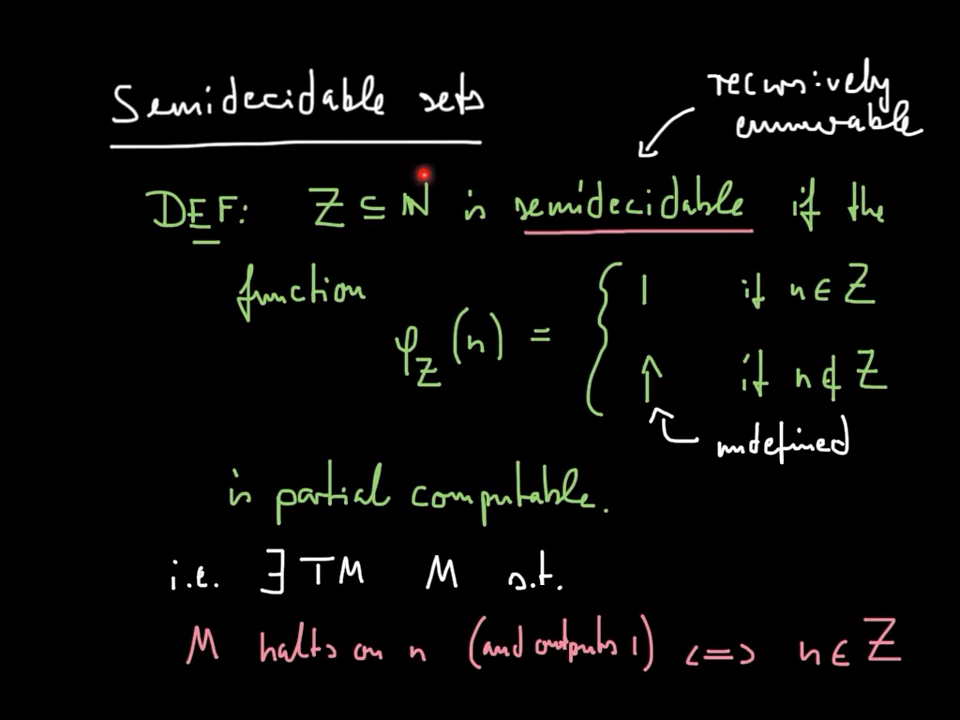 Semidecidable sets
recursively
enumerable
DEF: Z ⊆ ℕ is semidecidable if the
function
φ_Z (n) = { 1 if n ∈ Z
↑ if n ∉ Z
undefined
is partial computable.
i.e. ∃ TM M s.t.
M halts on n (and outputs 1) <=> n ∈ Z